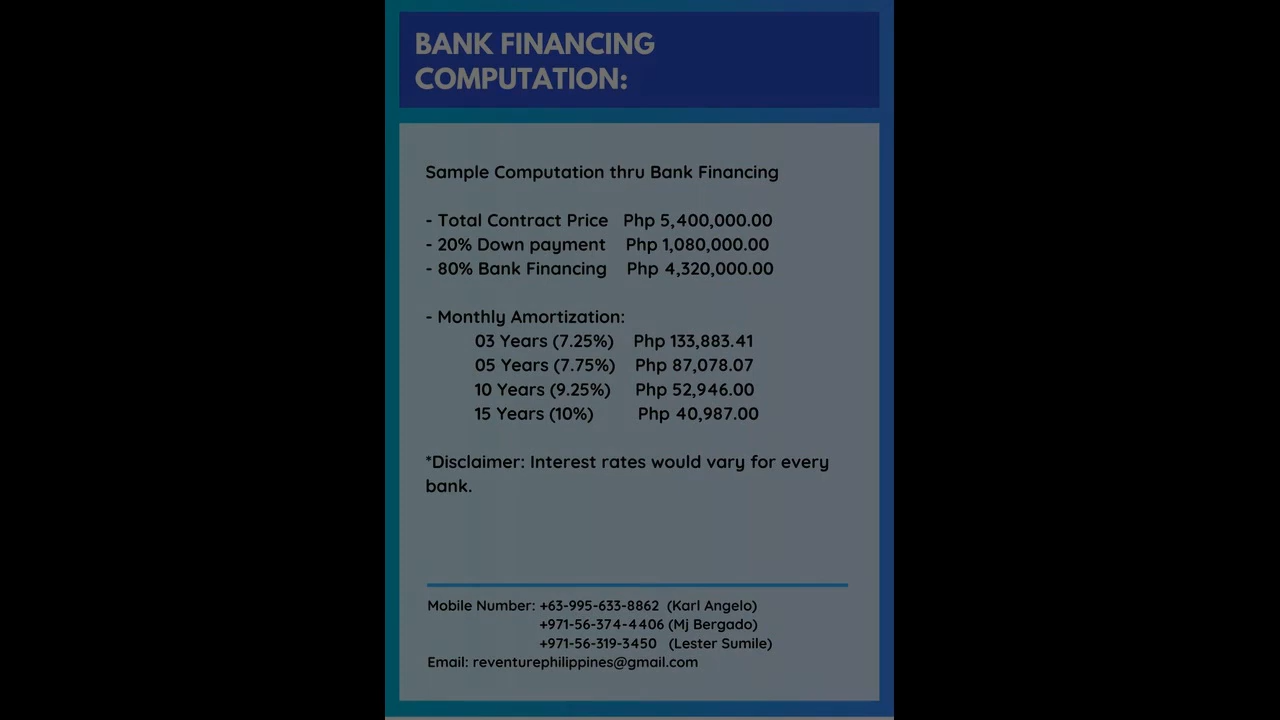 BANK FINANCING
COMPUTATION:
Sample Computation thru Bank Financing
- Total Contract Price Php 5,400,000.00
- 20% Down payment Php 1,080,000.00
- 80% Bank Financing Php 4,320,000.00
- Monthly Amortization:
03 Years (7.25%) Php 133,883.41
05 Years (7.75%) Php 87,078.07
10 Years (9.25%) Php 52,946.00
15 Years (10%) Php 40,987.00
*Disclaimer: Interest rates would vary for every
bank.
Mobile Number: +63-995-633-8862 (Karl Angelo)
+971-56-374-4406 (Mj Bergado)
+971-56-319-3450 (Lester Sumile)
Email: reventurephilippines@gmail.com